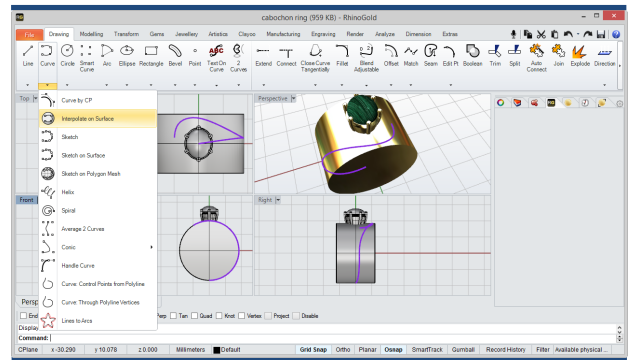 cabochon ring (959 KB) - RhinoGold
File Drawing Modelling Transform Gems Jewellery Artistics Clayoo Manufacturing Engraving Render Analyze Dimension Extras
Line Curve Circle Smart Curve Arc Ellipse Rectangle Bevel Point Text On Curve 2 Curves Extend Connect Close Curve Tangentially Fillet Blend Adjustable Offset Match Seam Edit Pt Boolean Trim Split Auto Connect Join Explode Direction
Top
Perspective
Curve by CP
Interpolate on Surface
Sketch
Sketch on Surface
Sketch on Polygon Mesh
Helix
Front
Right
Spiral
Average 2 Curves
Conic
Handle Curve
Curve: Control Points from Polyline
Curve: Through Polyline Vertices
Lines to Arcs
Persp
End
Perp Tan Quad Knot Vertex Project Disable
Display
Command:
CPlane x -30.290 y 10.078 z 0.000 Millimeters Default Grid Snap Ortho Planar Osnap SmartTrack Gumball Record History Filter Available physical ...